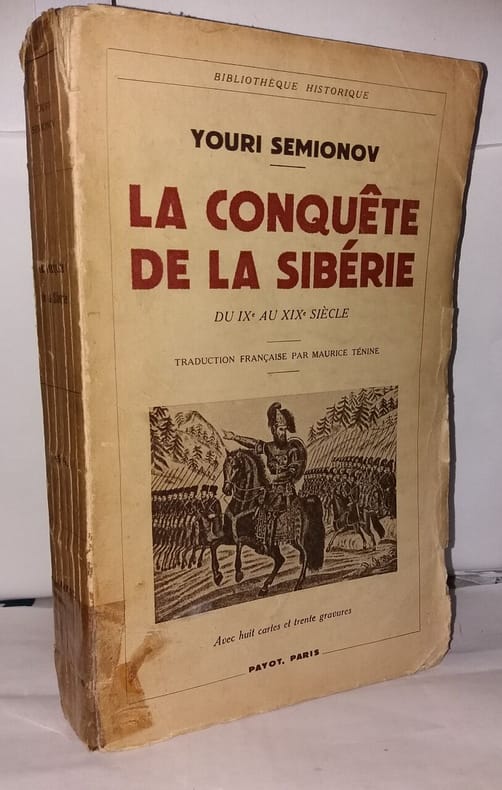 BIBLIOTHÈQUE HISTORIQUE
YOURI SEMIONOV
LA CONQUÊTE
DE LA SIBÉRIE
DU IXᵉ AU XIXᵉ SIÈCLE
TRADUCTION FRANÇAISE PAR MAURICE TÉNINE
Avec huit cartes et trente gravures
PAYOT, PARIS